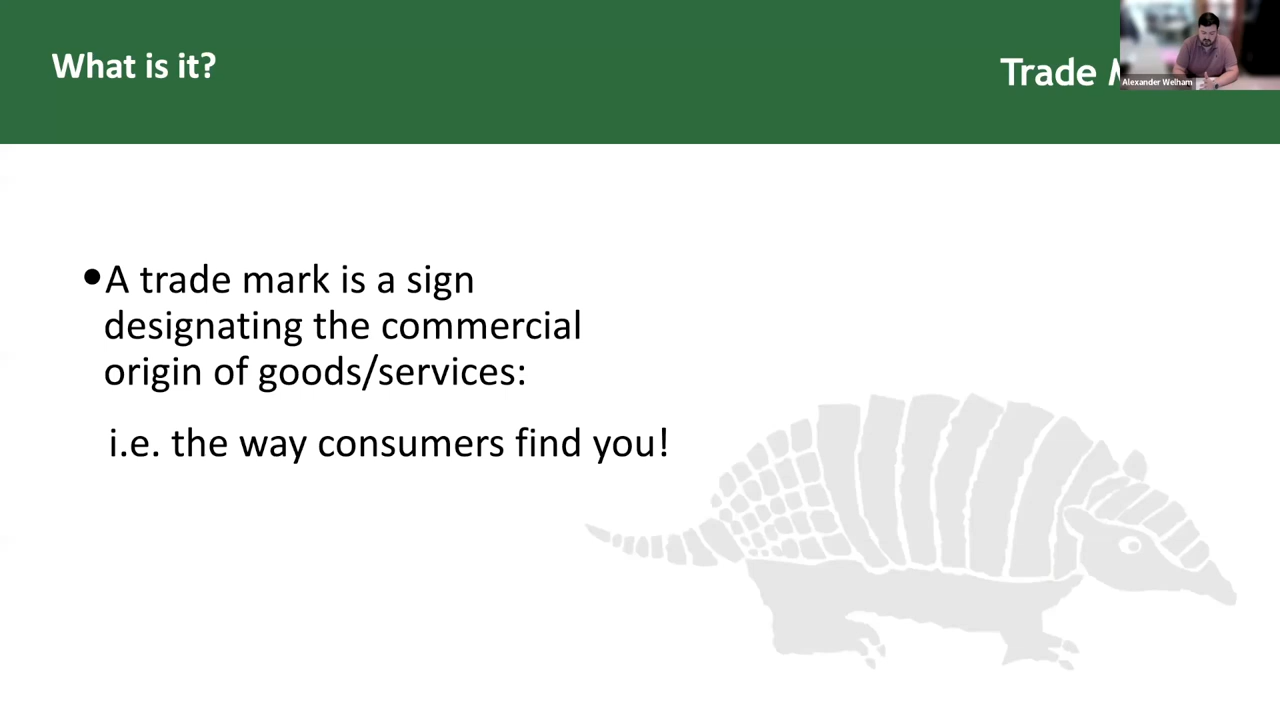 What is it?
Trade
Alexander Welham
•A trade mark is a sign
designating the commercial
origin of goods/services:
i.e. the way consumers find you!